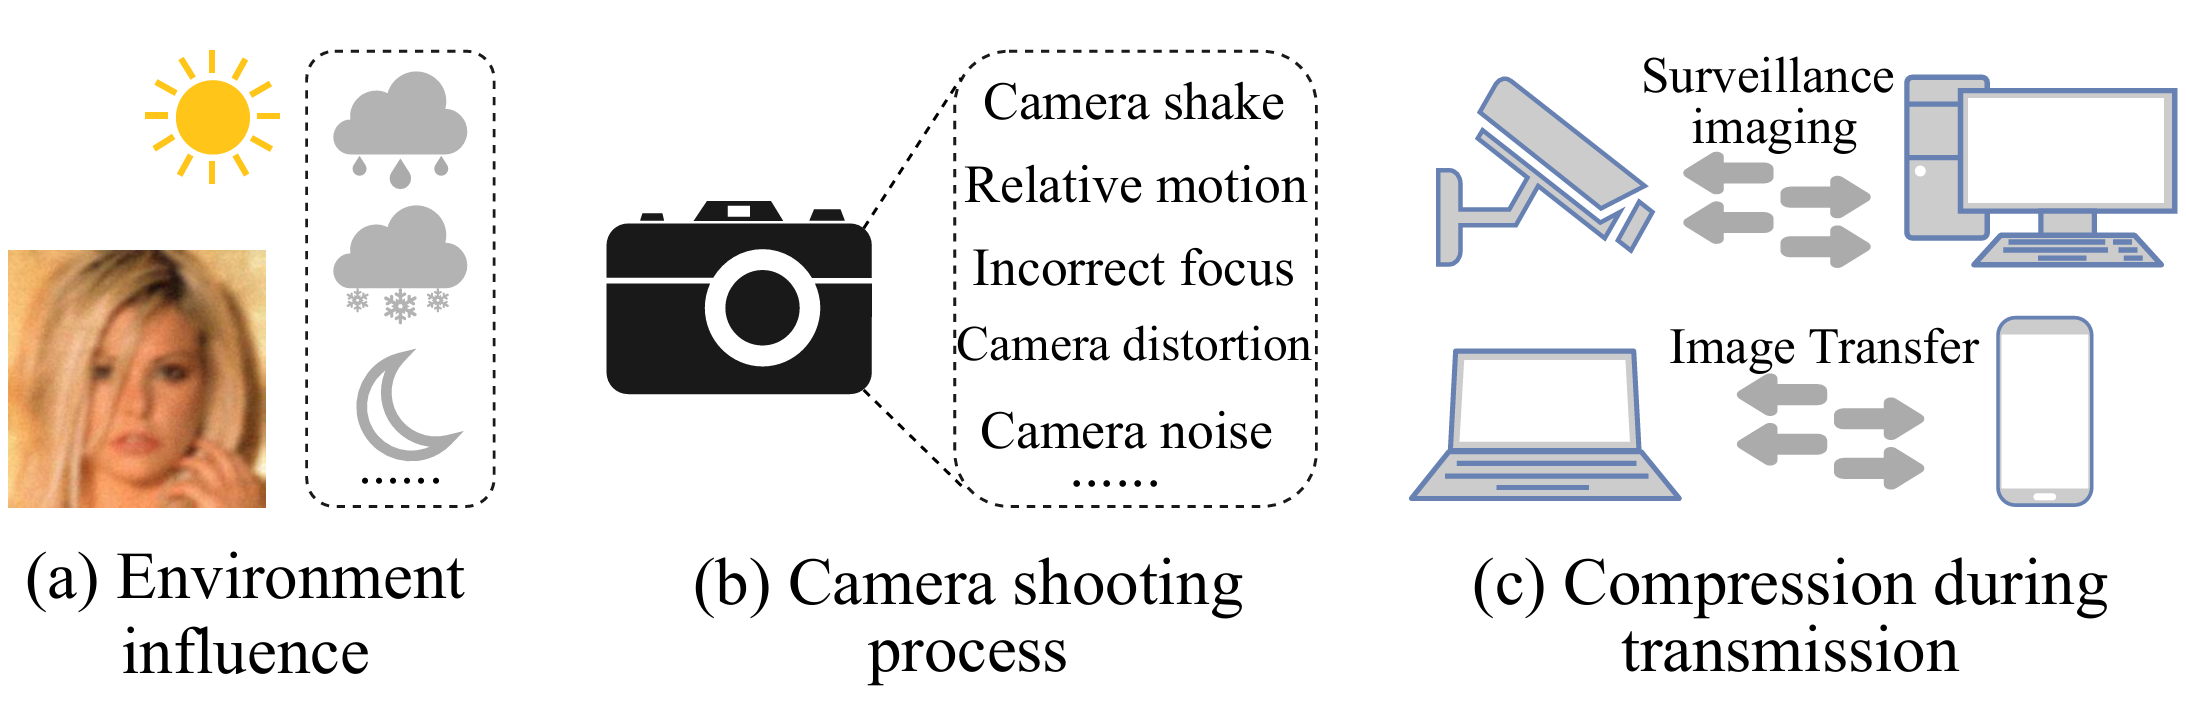 Camera shake
Relative motion
Incorrect focus
Camera distortion
Camera noise
......
......
Surveillance
imaging
Image Transfer
(a) Environment
influence
(b) Camera shooting
process
(c) Compression during
transmission